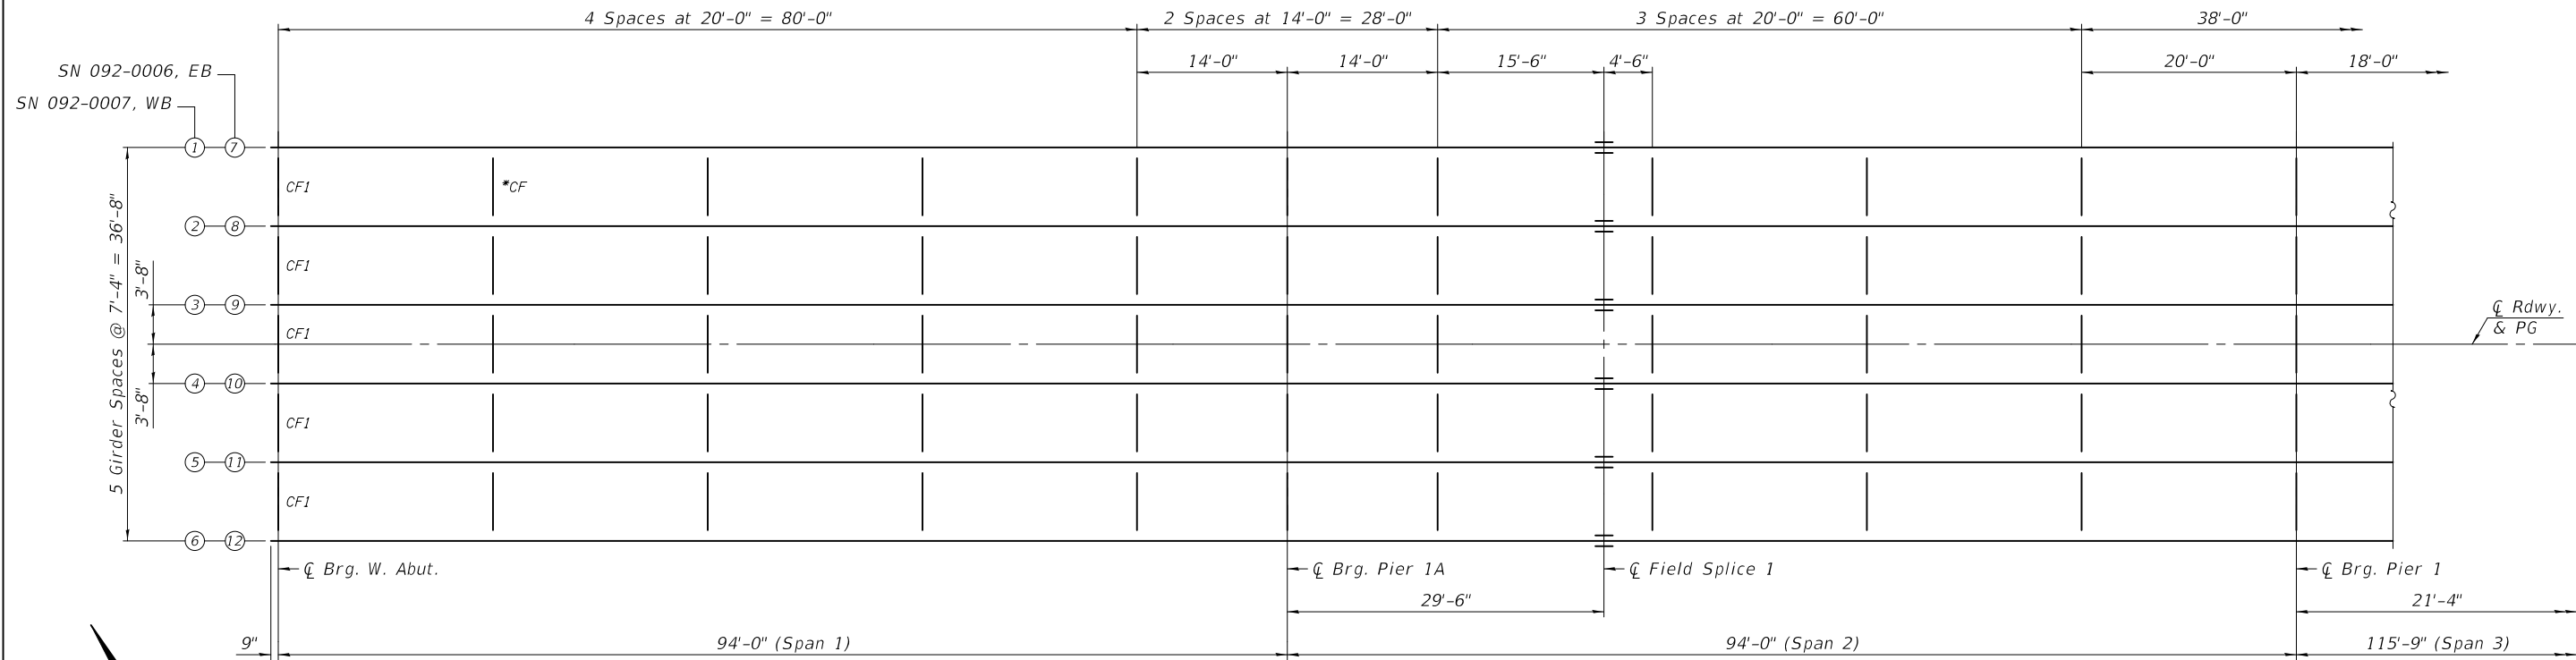 4 Spaces at 20'-0" = 80'-0"
2 Spaces at 14'-0" = 28'-0"
3 Spaces at 20'-0" = 60'-0"
38'-0"
14'-0"
14'-0"
15'-6"
4'-6"
20'-0"
18'-0"
SN 092-0006, EB
SN 092-0007, WB
1 7
CF1
*CF
2 8
CF1
3 9
CF1
4 10
CF1
5 11
CF1
6 12
5 Girder Spaces @ 7'-4" = 36'-8"
3'-8"
3'-8"
℄ Rdwy.
& PG
℄ Brg. W. Abut.
℄ Brg. Pier 1A
℄ Field Splice 1
℄ Brg. Pier 1
29'-6"
21'-4"
9"
94'-0" (Span 1)
94'-0" (Span 2)
115'-9" (Span 3)